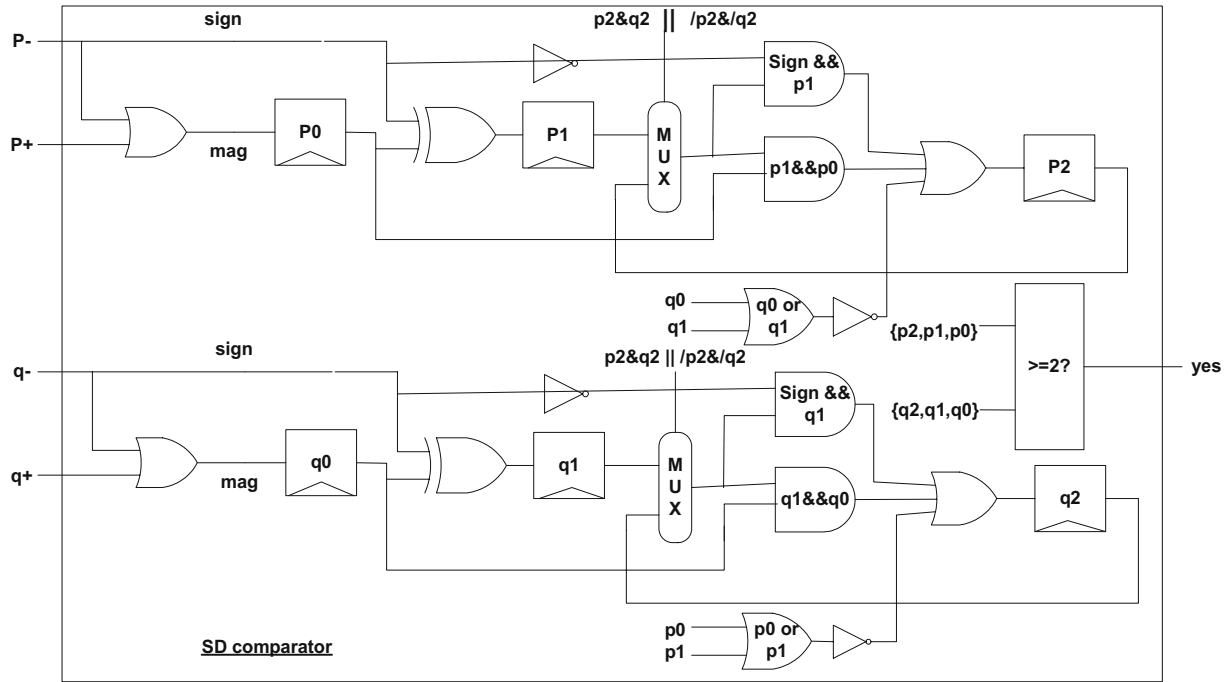 sign
p2&q2 || /p2&/q2
P-
Sign &&
p1
P+
mag
P0
P1
M
U
X
p1&&p0
P2
q0
q1
q0 or
q1
{p2,p1,p0}
>=2?
yes
{q2,q1,q0}
sign
p2&q2 || /p2&/q2
q-
Sign &&
q1
q+
mag
q0
q1
M
U
X
q1&&q0
q2
p0
p1
p0 or
p1
SD comparator